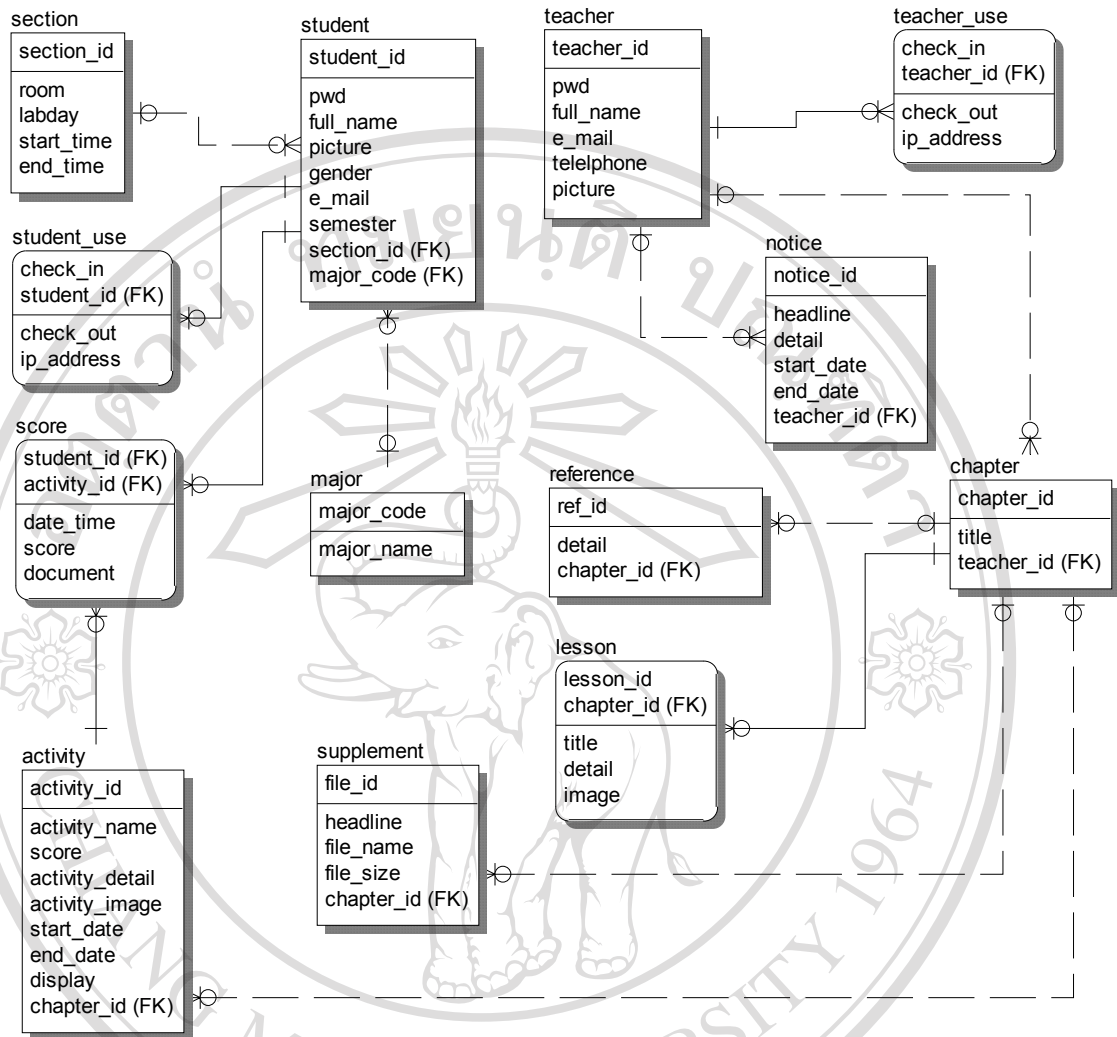 section
section_id
room
labday
start_time
end_time
student
student_id
pwd
full_name
picture
gender
e_mail
semester
section_id (FK)
major_code (FK)
teacher
teacher_id
pwd
full_name
e_mail
telelphone
picture
teacher_use
check_in
teacher_id (FK)
check_out
ip_address
student_use
check_in
student_id (FK)
check_out
ip_address
notice
notice_id
headline
detail
start_date
end_date
teacher_id (FK)
score
student_id (FK)
activity_id (FK)
date_time
score
document
major
major_code
major_name
reference
ref_id
detail
chapter_id (FK)
chapter
chapter_id
title
teacher_id (FK)
lesson
lesson_id
chapter_id (FK)
title
detail
image
activity
activity_id
activity_name
score
activity_detail
activity_image
start_date
end_date
display
chapter_id (FK)
supplement
file_id
headline
file_name
file_size
chapter_id (FK)
1964